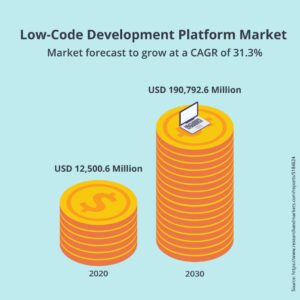 Low-Code Development Platform Market
Market forecast to grow at a CAGR of 31.3%
USD 190,792.6 Million
USD 12,500.6 Million
$
2020
2030